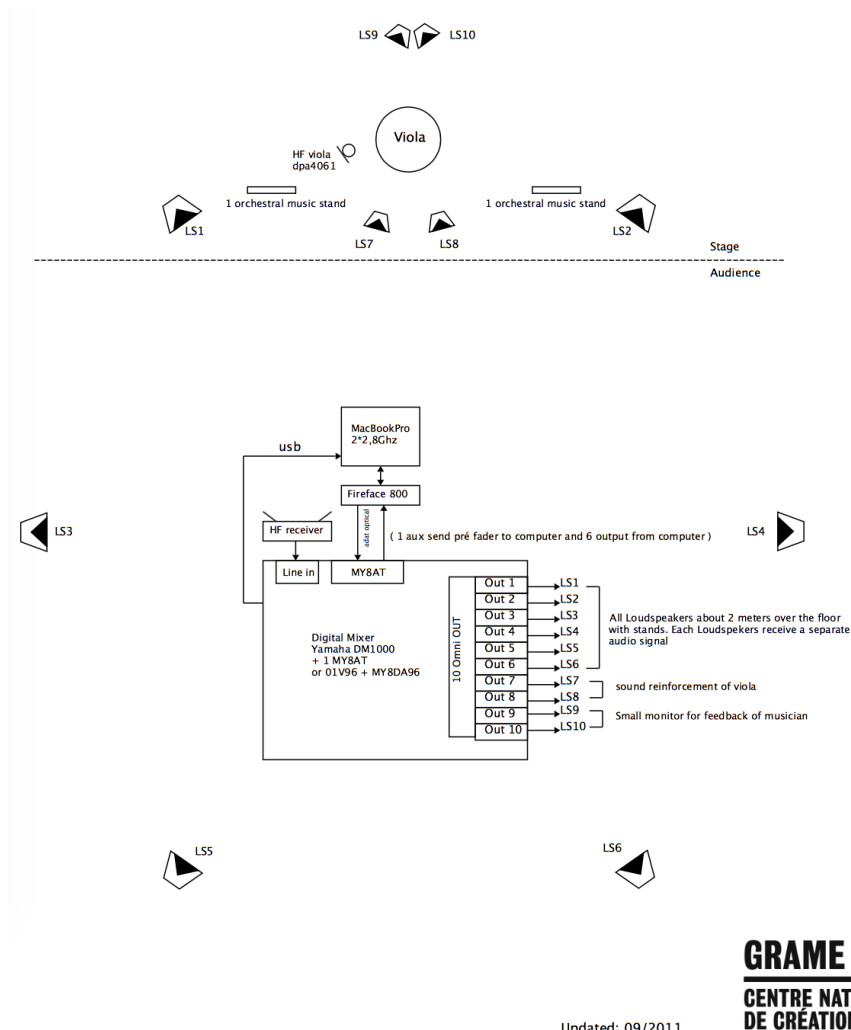 LS9
LS10
Viola
HF viola
dpa4061
1 orchestral music stand
1 orchestral music stand
LS1
LS7
LS8
LS2
Stage
Audience
MacBookPro
2*2,8Ghz
usb
Fireface 800
adat optical
HF receiver
( 1 aux send pré fader to computer and 6 output from computer )
LS3
LS4
Line in
MY8AT
Digital Mixer
Yamaha DM1000
+ 1 MY8AT
or 01V96 + MY8DA96
10 Omni OUT
Out 1
LS1
Out 2
LS2
Out 3
LS3
Out 4
LS4
Out 5
LS5
Out 6
LS6
Out 7
LS7
Out 8
LS8
Out 9
LS9
Out 10
LS10
All Loudspeakers about 2 meters over the floor
with stands. Each Loudspekers receive a separate
audio signal
sound reinforcement of viola
Small monitor for feedback of musician
LS5
LS6
GRAME
CENTRE NAT
DE CRÉATION
Updated: 09/2011